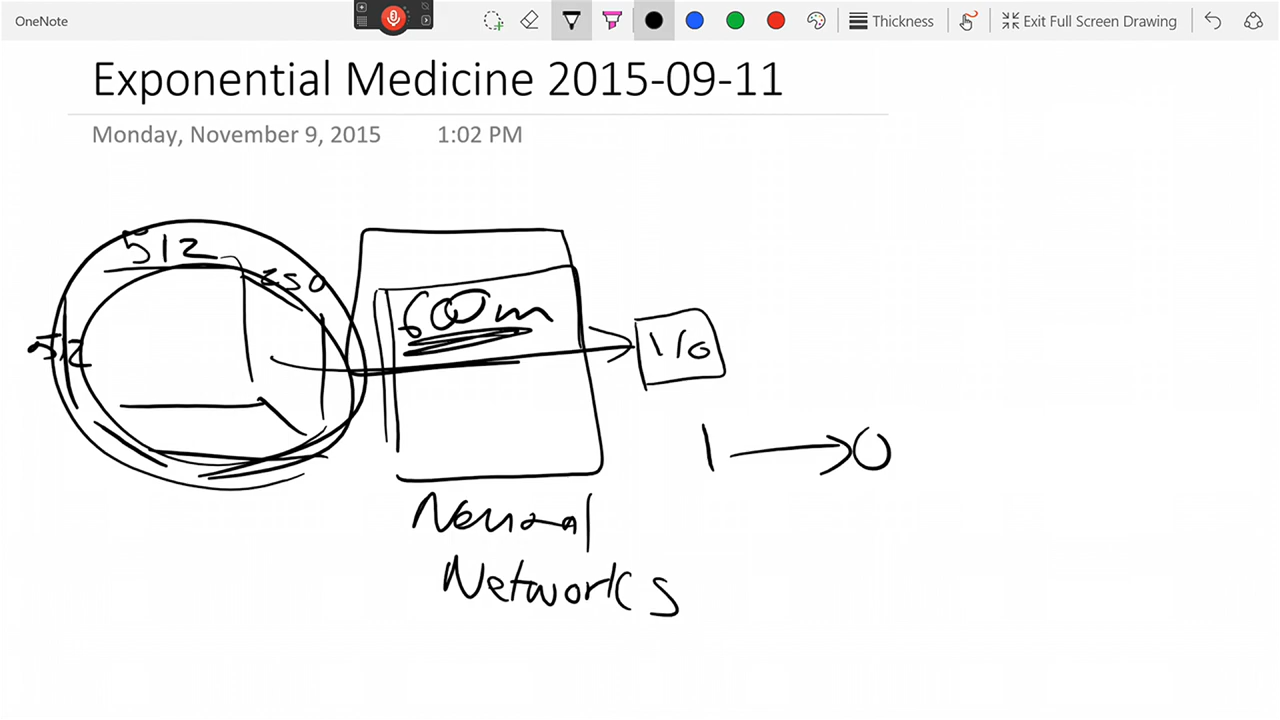 OneNote
Thickness
Exit Full Screen Drawing
Exponential Medicine 2015-09-11
Monday, November 9, 2015 1:02 PM
512
250
512
600m
1/0
1 → 0
Neural
Networks